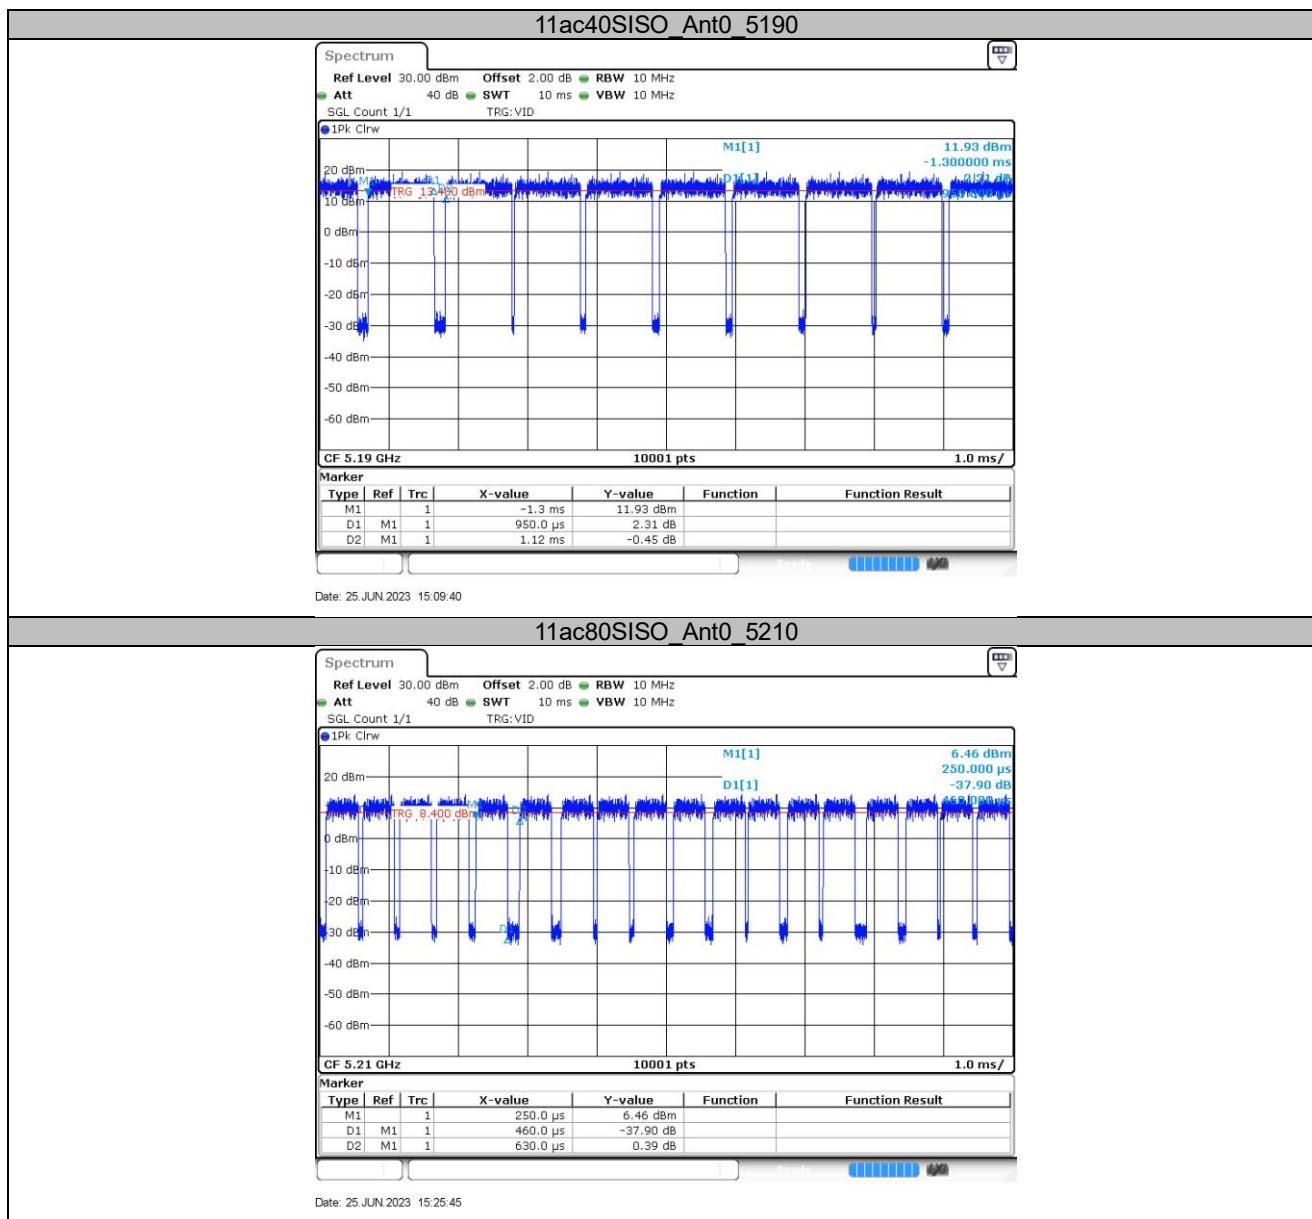 11ac40SISO_Ant0_5190
Spectrum
Ref Level 30.00 dBm Offset 2.00 dB RBW 10 MHz
Att 40 dB SWT 10 ms VBW 10 MHz
SGL Count 1/1 TRG:VID
1Pk Clrw
M1[1] 11.93 dBm
-1.300000 ms
20 dBm
D1[1] 2.31 dB
TRG 13.400 dBm
10 dBm
0 dBm
-10 dBm
-20 dBm
-30 dBm
-40 dBm
-50 dBm
-60 dBm
CF 5.19 GHz 10001 pts 1.0 ms/
Marker
Type Ref Trc X-value Y-value Function Function Result
M1 1 -1.3 ms 11.93 dBm
D1 M1 1 950.0 µs 2.31 dB
D2 M1 1 1.12 ms -0.45 dB
Ready
Date: 25.JUN.2023 15:09:40
11ac80SISO_Ant0_5210
Spectrum
Ref Level 30.00 dBm Offset 2.00 dB RBW 10 MHz
Att 40 dB SWT 10 ms VBW 10 MHz
SGL Count 1/1 TRG:VID
1Pk Clrw
M1[1] 6.46 dBm
250.000 µs
20 dBm
D1[1] -37.90 dB
460.000 µs
TRG 8.400 dBm
0 dBm
-10 dBm
-20 dBm
-30 dBm
-40 dBm
-50 dBm
-60 dBm
CF 5.21 GHz 10001 pts 1.0 ms/
Marker
Type Ref Trc X-value Y-value Function Function Result
M1 1 250.0 µs 6.46 dBm
D1 M1 1 460.0 µs -37.90 dB
D2 M1 1 630.0 µs 0.39 dB
Ready
Date: 25.JUN.2023 15:25:45